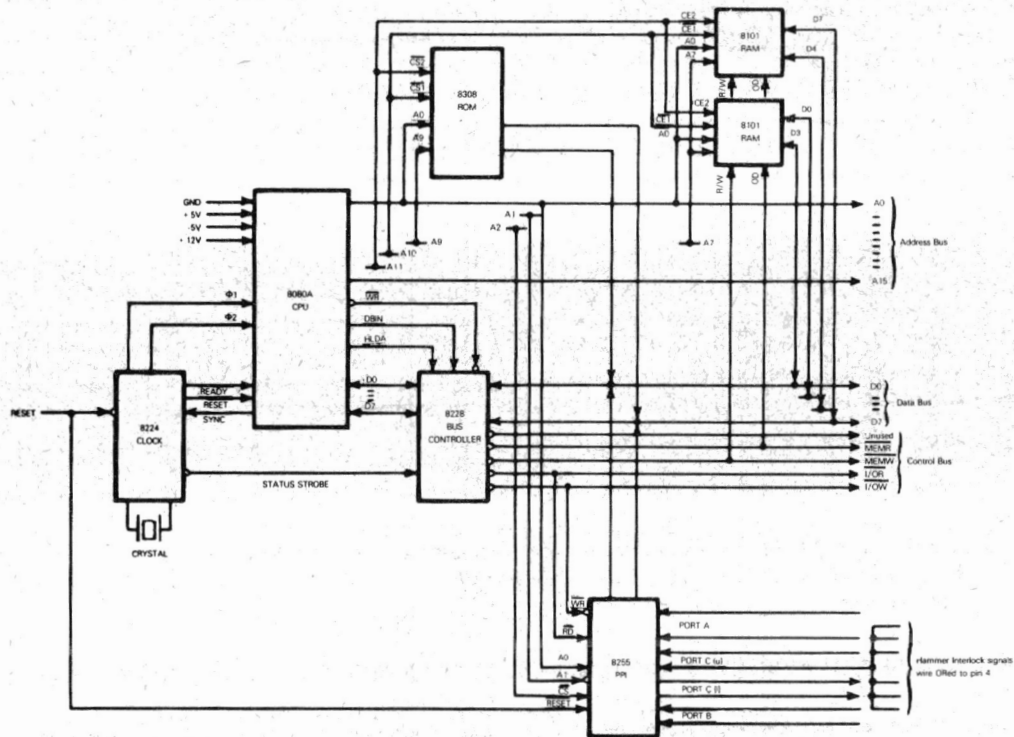 CE2
CE1
A0
A7
8101
RAM
D7
D4
R/W
OD
CS2
CS1
A0
A9
8308
ROM
CE2
CE1
A0
8101
RAM
D0
D3
R/W
OD
GND
+ 5V
-5V
+ 12V
8080A
CPU
A1
A2
A9
A10
A11
A7
A0
Address Bus
A15
Φ1
Φ2
WR
DBIN
HLDA
D0
D7
RESET
8224
CLOCK
READY
RESET
SYNC
8228
BUS
CONTROLLER
D0
Data Bus
D7
Unused
MEMR
MEMW
I/OR
I/OW
Control Bus
STATUS STROBE
CRYSTAL
WR
RD
A0
A1
CS
RESET
8255
PPI
PORT A
PORT C (u)
PORT C (l)
PORT B
Hammer Interlock signals
wire ORed to pin 4